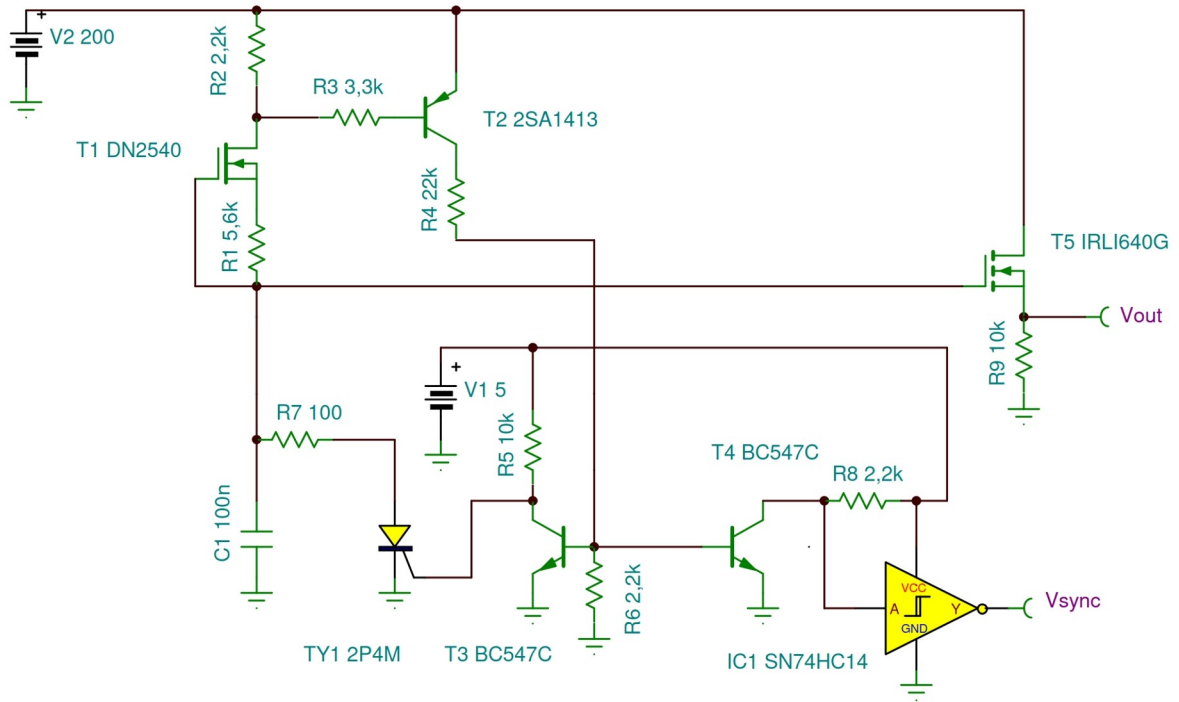 +
V2 200
R2 2,2k
R3 3,3k
T2 2SA1413
T1 DN2540
R4 22k
R1 5,6k
T5 IRLI640G
Vout
R9 10k
+
V1 5
R7 100
R5 10k
T4 BC547C
R8 2,2k
C1 100n
VCC
A
Y
GND
Vsync
R6 2,2k
TY1 2P4M
T3 BC547C
IC1 SN74HC14